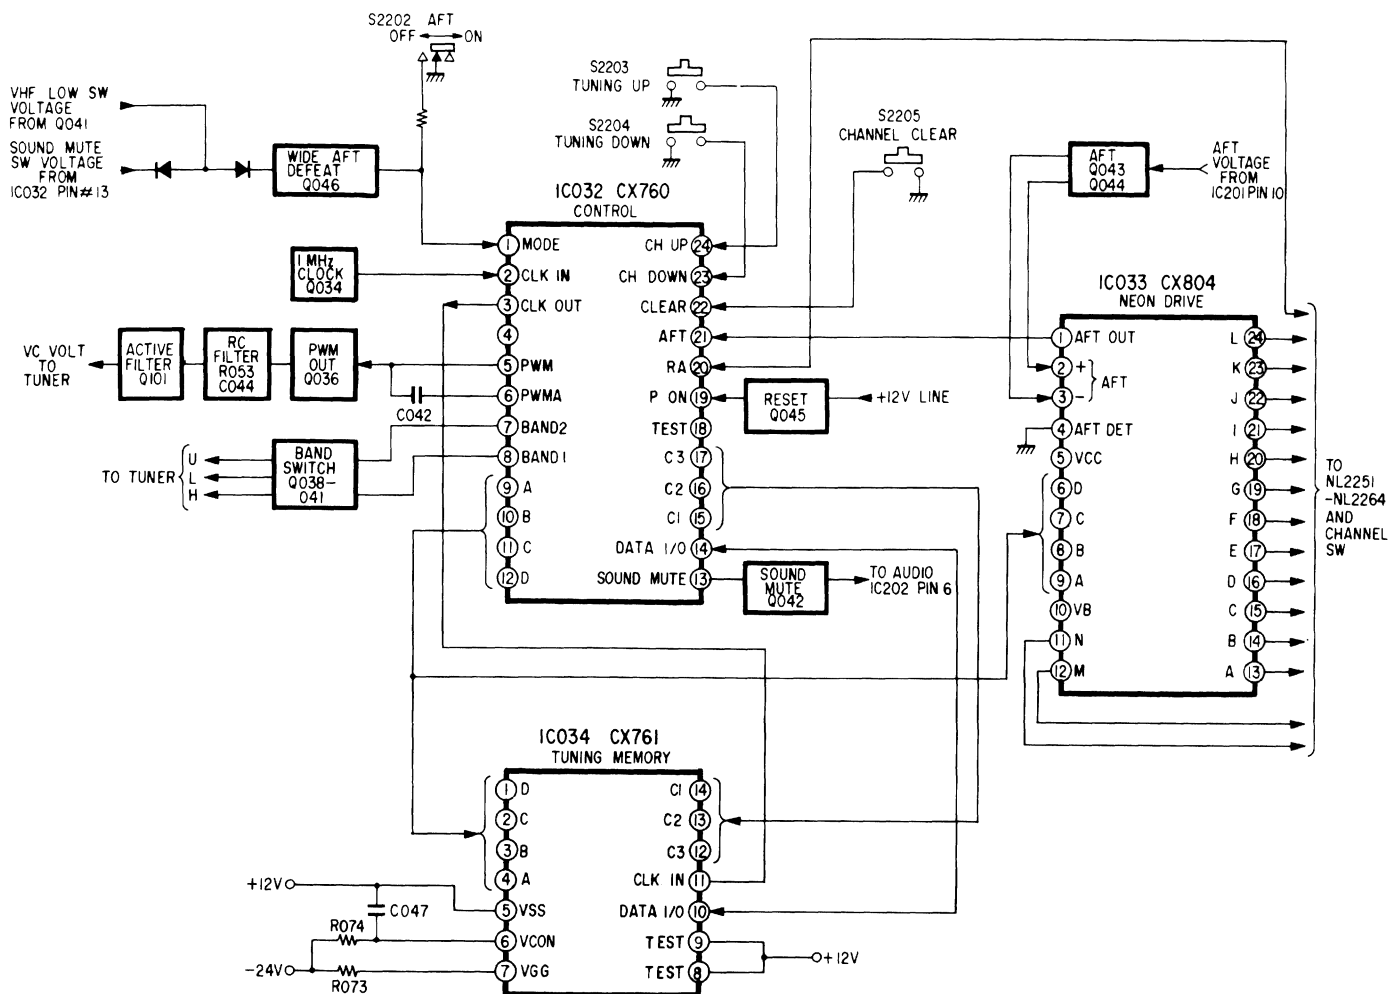 S2202 AFT
OFF ON
VHF LOW SW
VOLTAGE
FROM Q041
SOUND MUTE
SW VOLTAGE
FROM
IC032 PIN#13
WIDE AFT
DEFEAT
Q046
S2203
TUNING UP
S2204
TUNING DOWN
S2205
CHANNEL CLEAR
AFT
Q043
Q044
AFT
VOLTAGE
FROM
IC201 PIN 10
IC032 CX760
CONTROL
1 MODE
2 CLK IN
3 CLK OUT
4
5 PWM
6 PWMA
7 BAND2
8 BAND1
9 A
10 B
11 C
12 D
CH UP 24
CH DOWN 23
CLEAR 22
AFT 21
RA 20
P ON 19
TEST 18
C3 17
C2 16
C1 15
DATA I/O 14
SOUND MUTE 13
1 MHz
CLOCK
Q034
VC VOLT
TO
TUNER
ACTIVE
FILTER
Q101
RC
FILTER
R053
C044
PWM
OUT
Q036
C042
TO TUNER
U
L
H
BAND
SWITCH
Q038-
041
RESET
Q045
+12V LINE
SOUND
MUTE
Q042
TO AUDIO
IC202 PIN 6
IC033 CX804
NEON DRIVE
1 AFT OUT
2 +
3 -
AFT
4 AFT DET
5 VCC
6 D
7 C
8 B
9 A
10 VB
11 N
12 M
L 24
K 23
J 22
I 21
H 20
G 19
F 18
E 17
D 16
C 15
B 14
A 13
TO
NL2251
-NL2264
AND
CHANNEL
SW
IC034 CX761
TUNING MEMORY
1 D
2 C
3 B
4 A
5 VSS
6 VCON
7 VGG
C1 14
C2 13
C3 12
CLK IN 11
DATA I/O 10
TEST 9
TEST 8
+12V
C047
R074
-24V
R073
+12V